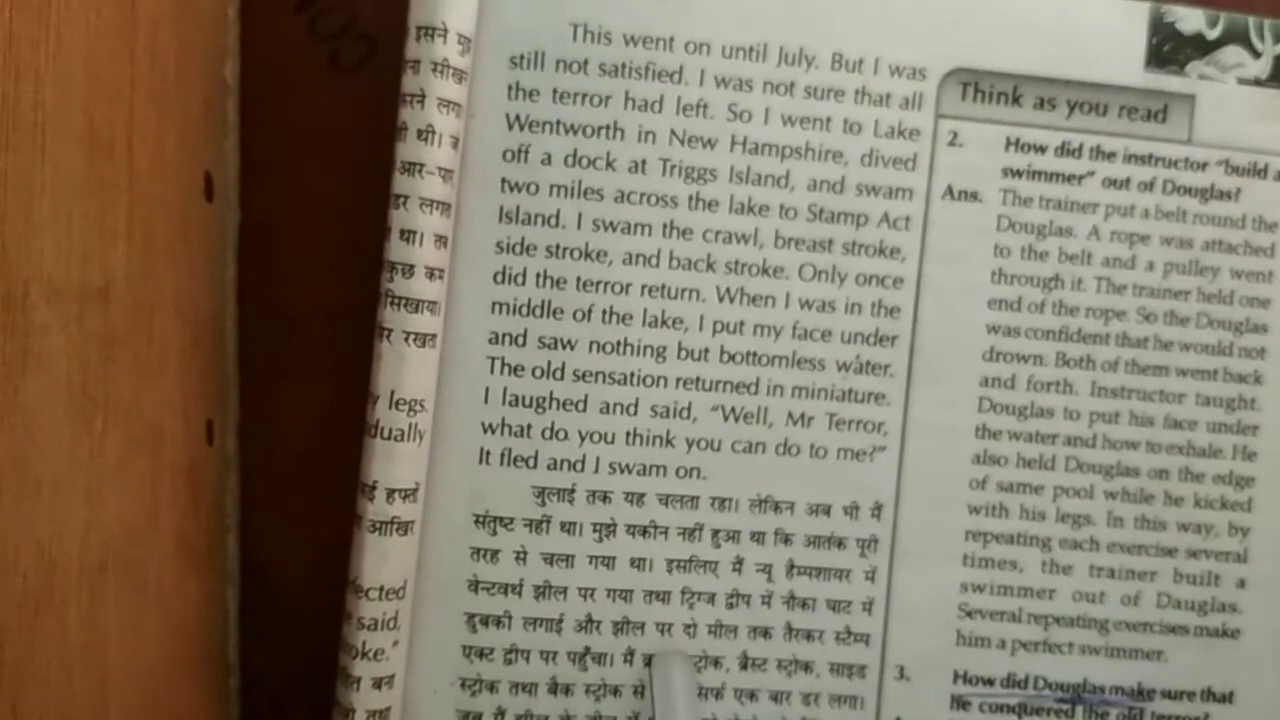 इसने
सीख
करने लग
थी।
आर-पार
डर लगत
था। तब
कुछ कम
सिखाया।
रखत
legs.
dually
हफ्तों
आखिर
ected
said,
oke."
बन
This went on until July. But I was
still not satisfied. I was not sure that all
the terror had left. So I went to Lake
Wentworth in New Hampshire, dived
off a dock at Triggs Island, and swam
two miles across the lake to Stamp Act
Island. I swam the crawl, breast stroke,
side stroke, and back stroke. Only once
did the terror return. When I was in the
middle of the lake, I put my face under
and saw nothing but bottomless water.
The old sensation returned in miniature.
I laughed and said, "Well, Mr Terror,
what do you think you can do to me?"
It fled and I swam on.
जुलाई तक यह चलता रहा। लेकिन अब भी मैं
संतुष्ट नहीं था। मुझे यकीन नहीं हुआ था कि आतंक पूरी
तरह से चला गया था। इसलिए मैं न्यू हैम्पशायर में
वेन्टवर्थ झील पर गया तथा ट्रिग्ज द्वीप में नौका घाट में
डुबकी लगाई और झील पर दो मील तक तैरकर स्टैम्प
एक्ट द्वीप पर पहुँचा। मैं ट्रोक, ब्रैस्ट स्ट्रोक, साइड
स्ट्रोक तथा बैक स्ट्रोक से सिर्फ एक बार डर लगा।
Think as you read
2. How did the instructor "build a
swimmer" out of Douglas?
Ans. The trainer put a belt round the
Douglas. A rope was attached
to the belt and a pulley went
through it. The trainer held one
end of the rope. So the Douglas
was confident that he would not
drown. Both of them went back
and forth. Instructor taught.
Douglas to put his face under
the water and how to exhale. He
also held Douglas on the edge
of same pool while he kicked
with his legs. In this way, by
repeating each exercise several
times, the trainer built a
swimmer out of Dauglas.
Several repeating exercises make
him a perfect swimmer.
3. How did Douglas make sure that
he conquered the old terror